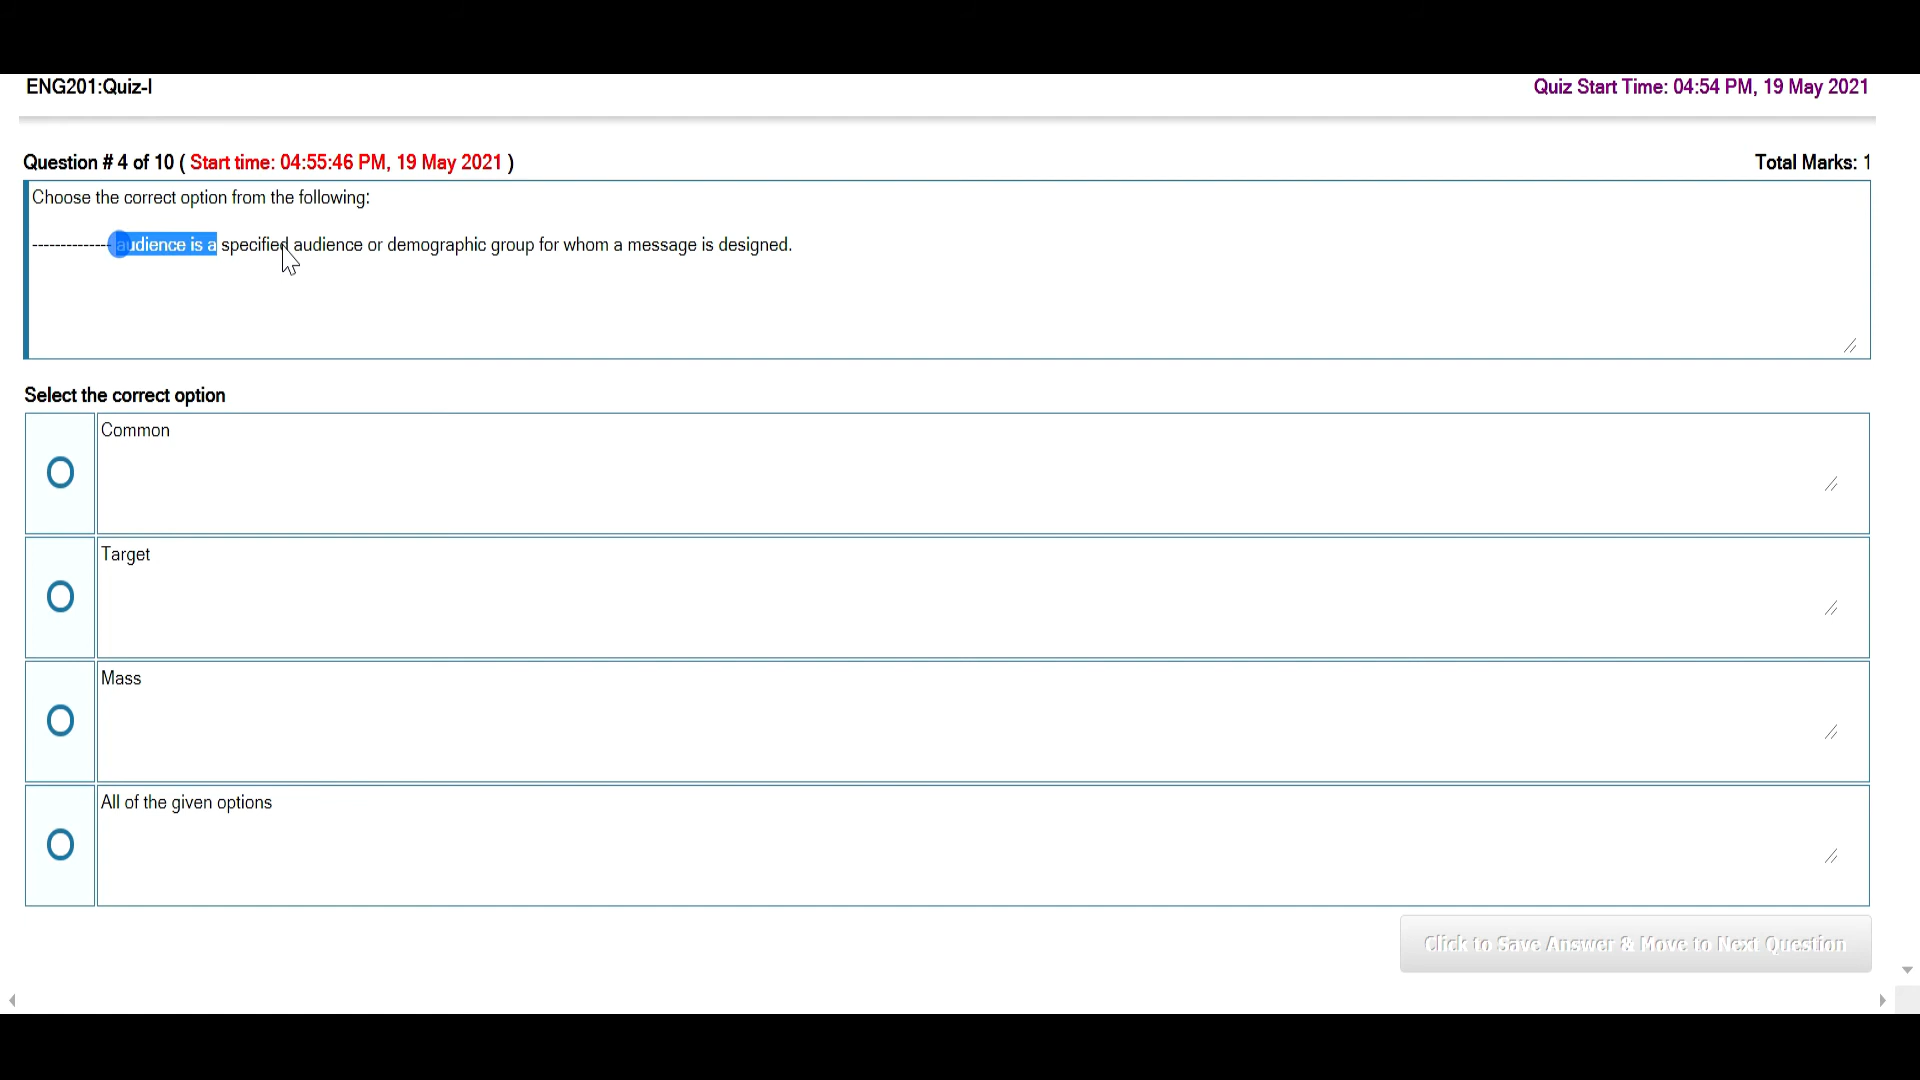 ENG201:Quiz-I
Quiz Start Time: 04:54 PM, 19 May 2021
Question # 4 of 10 ( Start time: 04:55:46 PM, 19 May 2021 )
Total Marks: 1
Choose the correct option from the following:
-------------- audience is a specified audience or demographic group for whom a message is designed.
Select the correct option
Common
Target
Mass
All of the given options
Click to Save Answer & Move to Next Question